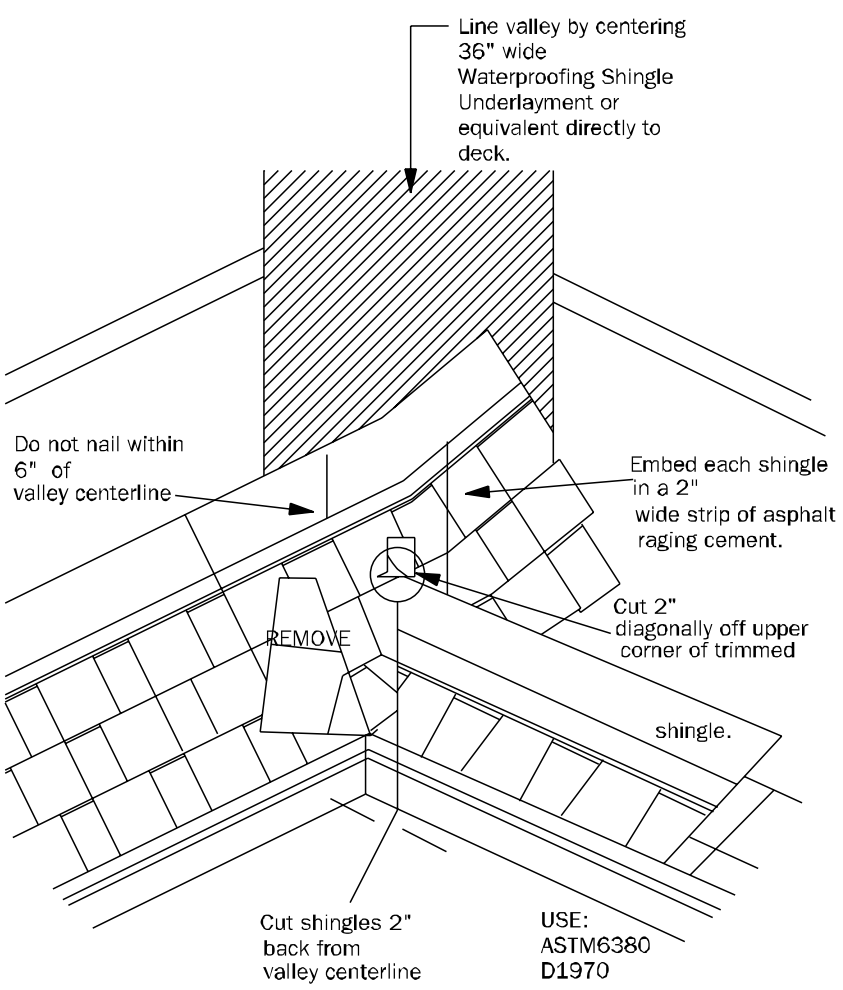 Line valley by centering
36" wide
Waterproofing Shingle
Underlayment or
equivalent directly to
deck.
Do not nail within
6" of
valley centerline
Embed each shingle
in a 2"
wide strip of asphalt
raging cement.
Cut 2"
diagonally off upper
corner of trimmed
shingle.
REMOVE
Cut shingles 2"
back from
valley centerline
USE:
ASTM6380
D1970